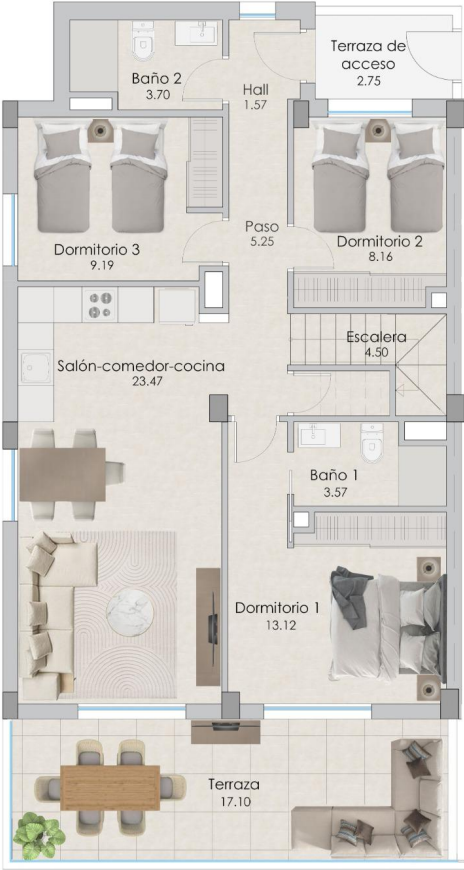 Terraza de
acceso
2.75
Baño 2
3.70
Hall
1.57
Paso
5.25
Dormitorio 3
9.19
Dormitorio 2
8.16
Escalera
4.50
Salón-comedor-cocina
23.47
Baño 1
3.57
Dormitorio 1
13.12
Terraza
17.10